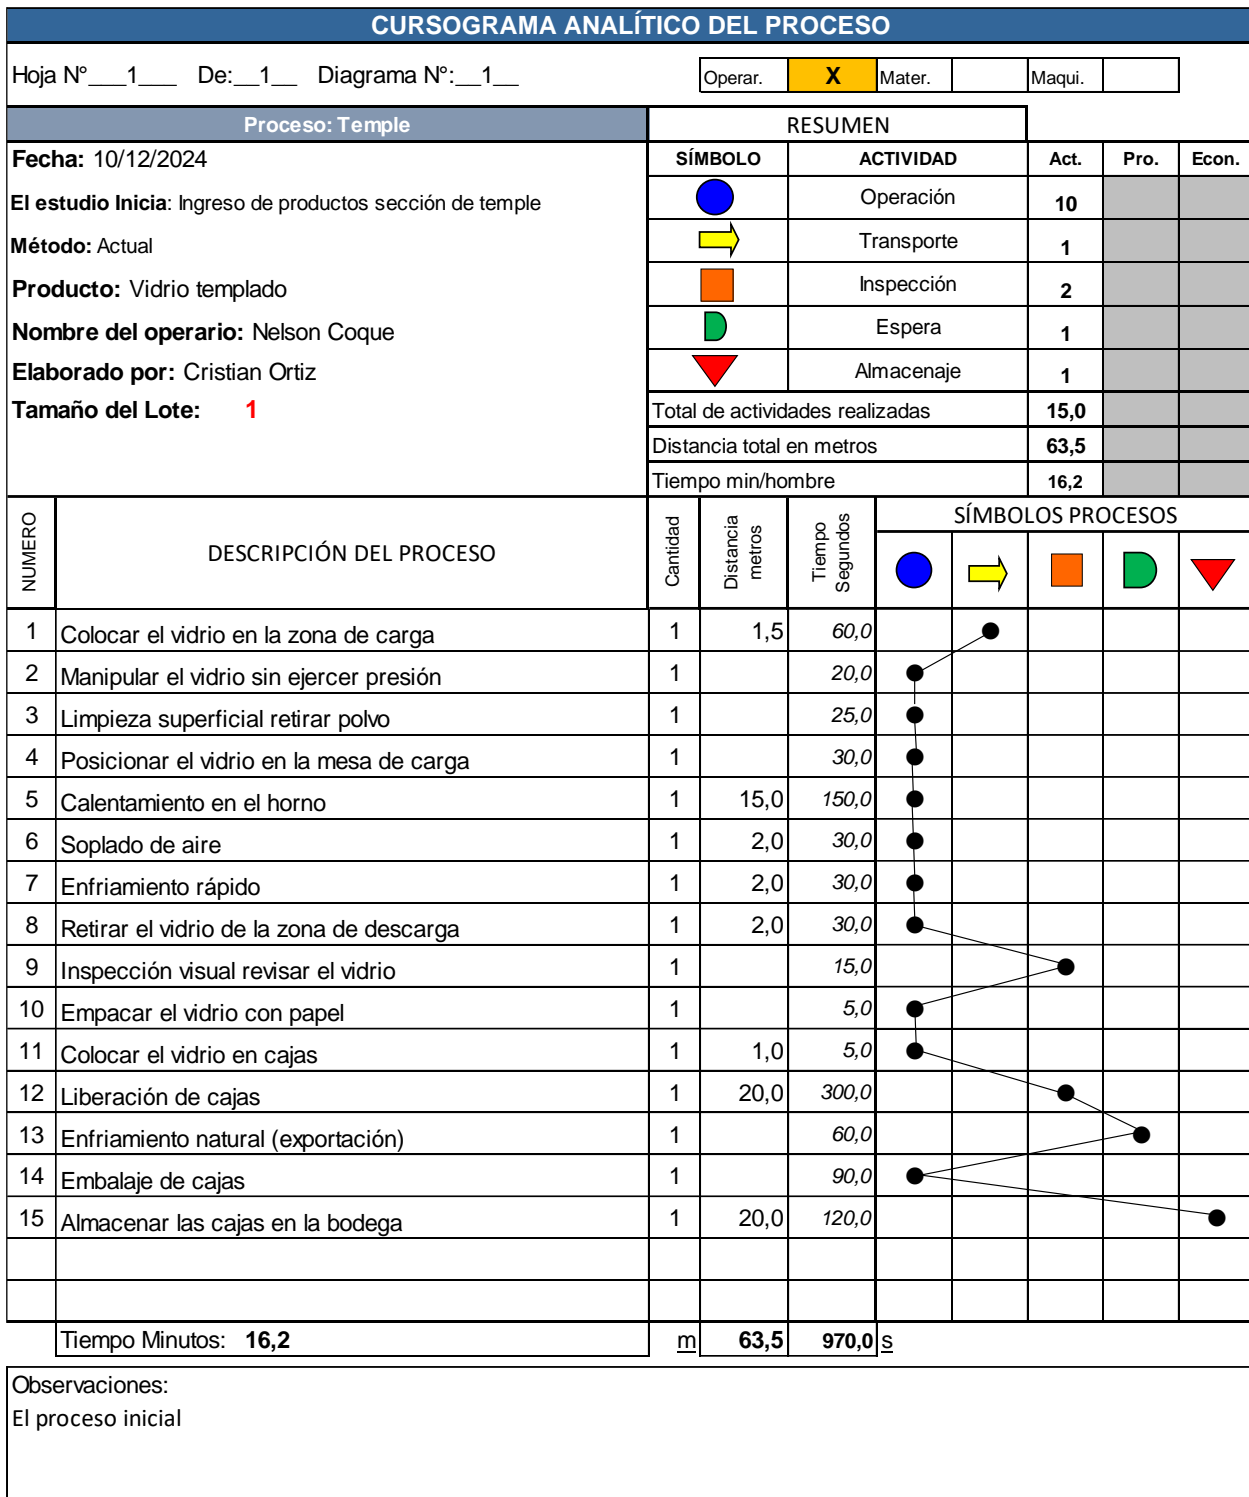 CURSOGRAMA ANALÍTICO DEL PROCESO
Hoja N°___1___ De:__1__ Diagrama N°:__1__ Operar. X Mater. Maqui.
Proceso: Temple RESUMEN
Fecha: 10/12/2024 SÍMBOLO ACTIVIDAD Act. Pro. Econ.
El estudio Inicia: Ingreso de productos sección de temple Operación 10
Método: Actual Transporte 1
Producto: Vidrio templado Inspección 2
Nombre del operario: Nelson Coque Espera 1
Elaborado por: Cristian Ortiz Almacenaje 1
Tamaño del Lote: 1 Total de actividades realizadas 15,0
Distancia total en metros 63,5
Tiempo min/hombre 16,2
NUMERO DESCRIPCIÓN DEL PROCESO Cantidad Distancia metros Tiempo Segundos SÍMBOLOS PROCESOS
1 Colocar el vidrio en la zona de carga 1 1,5 60,0
2 Manipular el vidrio sin ejercer presión 1 20,0
3 Limpieza superficial retirar polvo 1 25,0
4 Posicionar el vidrio en la mesa de carga 1 30,0
5 Calentamiento en el horno 1 15,0 150,0
6 Soplado de aire 1 2,0 30,0
7 Enfriamiento rápido 1 2,0 30,0
8 Retirar el vidrio de la zona de descarga 1 2,0 30,0
9 Inspección visual revisar el vidrio 1 15,0
10 Empacar el vidrio con papel 1 5,0
11 Colocar el vidrio en cajas 1 1,0 5,0
12 Liberación de cajas 1 20,0 300,0
13 Enfriamiento natural (exportación) 1 60,0
14 Embalaje de cajas 1 90,0
15 Almacenar las cajas en la bodega 1 20,0 120,0
Tiempo Minutos: 16,2 m 63,5 970,0 s
Observaciones:
El proceso inicial